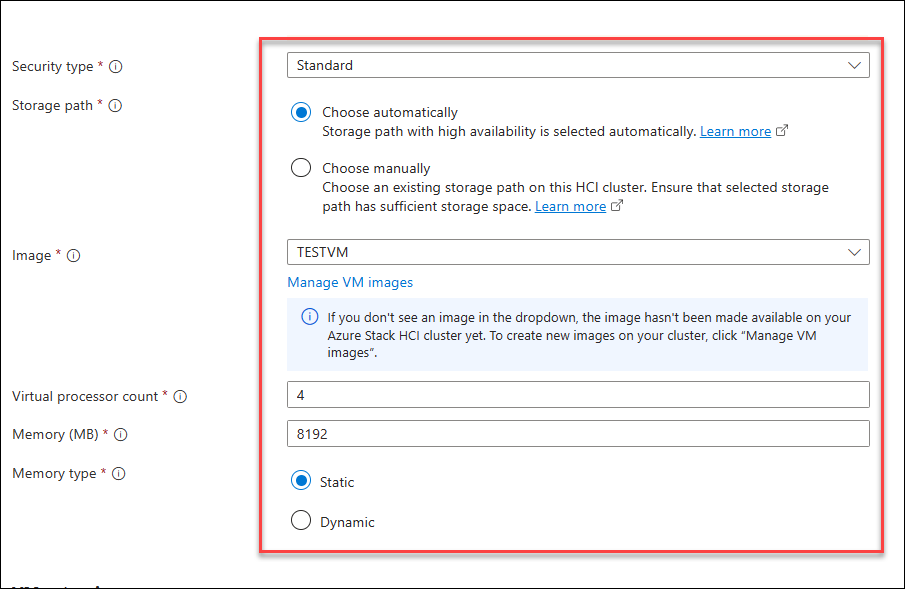 Security type *
Standard
Storage path *
Choose automatically
Storage path with high availability is selected automatically. Learn more
Choose manually
Choose an existing storage path on this HCI cluster. Ensure that selected storage
path has sufficient storage space. Learn more
Image *
TESTVM
Manage VM images
If you don't see an image in the dropdown, the image hasn't been made available on your
Azure Stack HCI cluster yet. To create new images on your cluster, click “Manage VM
images”.
Virtual processor count *
4
Memory (MB) *
8192
Memory type *
Static
Dynamic